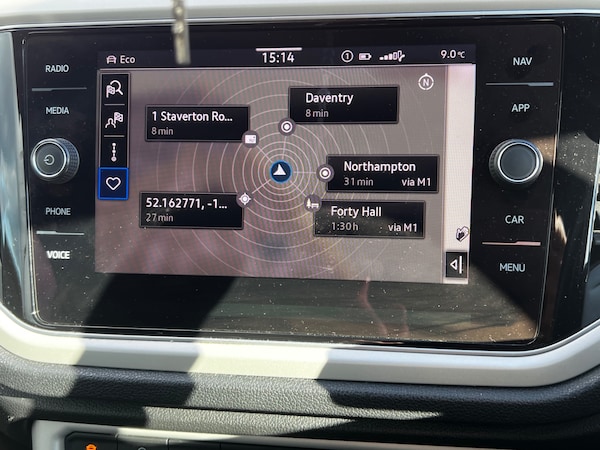 Eco
15:14
1
9.0°C
RADIO
MEDIA
PHONE
VOICE
NAV
APP
CAR
MENU
N
1 Staverton Ro...
8 min
Daventry
8 min
Northampton
31 min via M1
52.162771, -1...
27 min
Forty Hall
1:30 h via M1